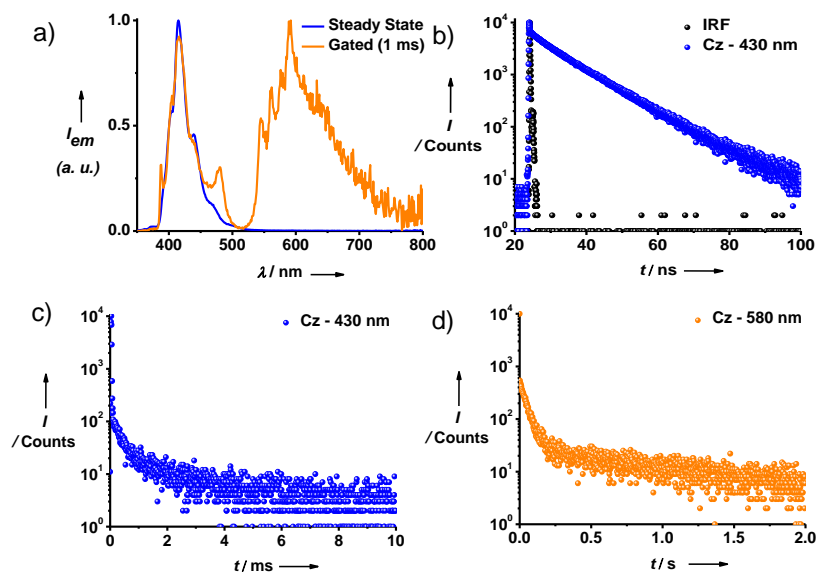 a)
Steady State
Gated (1 ms)
1.0
0.5
0.0
I_em
(a. u.)
400 500 600 700 800
λ / nm
b)
IRF
Cz - 430 nm
10⁴
10³
10²
10¹
10⁰
I
/ Counts
20 40 60 80 100
t / ns
c)
Cz - 430 nm
10⁴
10³
10²
10¹
10⁰
I
/ Counts
0 2 4 6 8 10
t / ms
d)
Cz - 580 nm
10⁴
10³
10²
10¹
10⁰
I
/ Counts
0.0 0.5 1.0 1.5 2.0
t / s